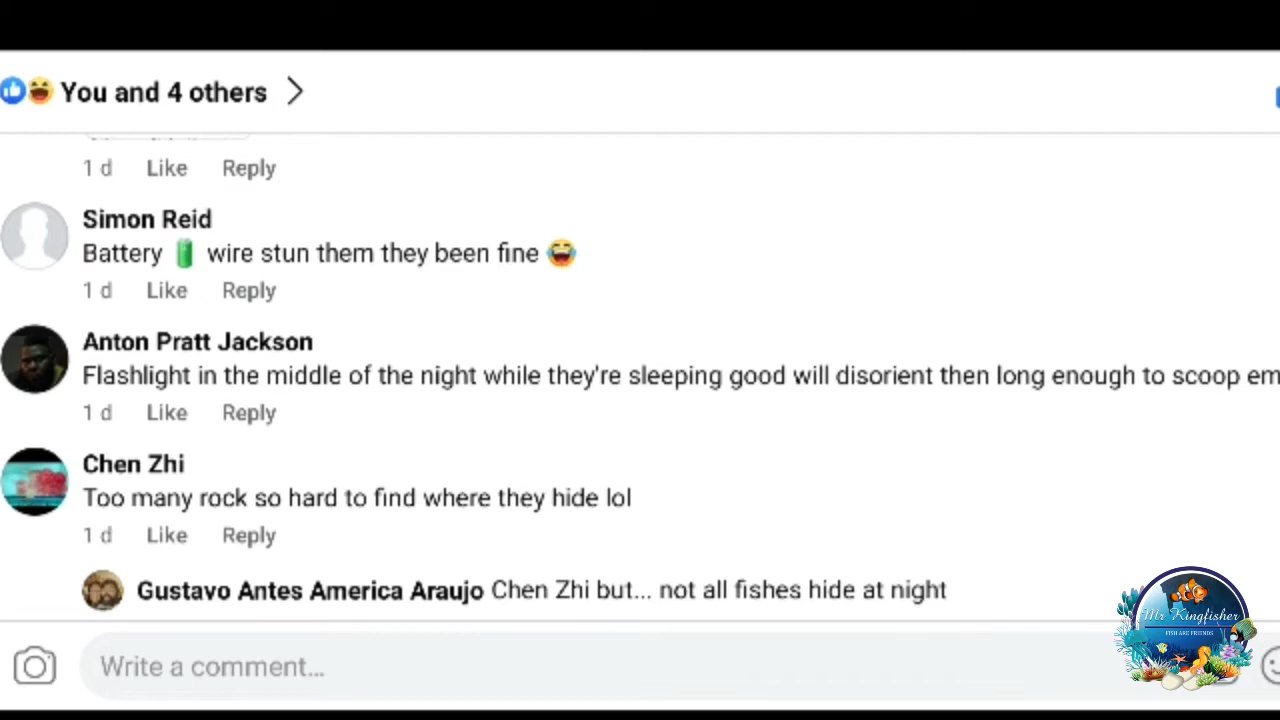 You and 4 others
1 d Like Reply
Simon Reid
Battery 🔋 wire stun them they been fine 😂
1 d Like Reply
Anton Pratt Jackson
Flashlight in the middle of the night while they're sleeping good will disorient then long enough to scoop em
1 d Like Reply
Chen Zhi
Too many rock so hard to find where they hide lol
1 d Like Reply
Gustavo Antes America Araujo Chen Zhi but... not all fishes hide at night
Mr Kingfisher
FISH ARE FRIENDS
Write a comment...